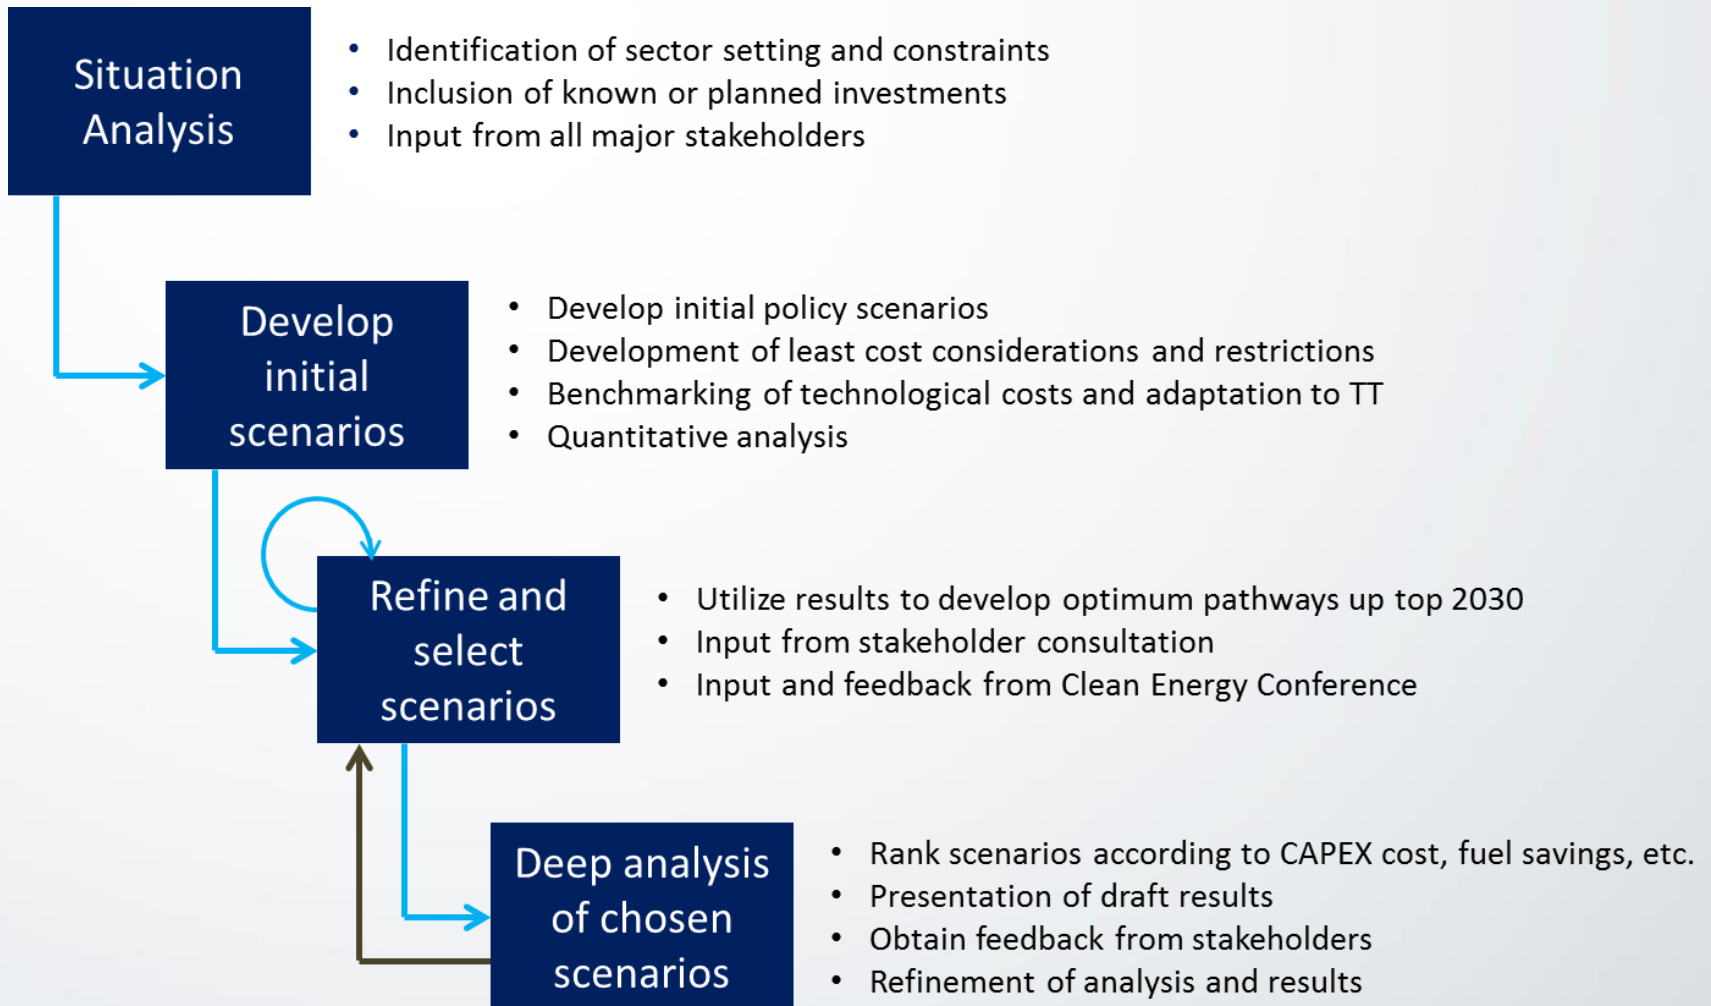 Situation
Analysis
• Identification of sector setting and constraints
• Inclusion of known or planned investments
• Input from all major stakeholders
Develop
initial
scenarios
• Develop initial policy scenarios
• Development of least cost considerations and restrictions
• Benchmarking of technological costs and adaptation to TT
• Quantitative analysis
Refine and
select
scenarios
• Utilize results to develop optimum pathways up top 2030
• Input from stakeholder consultation
• Input and feedback from Clean Energy Conference
Deep analysis
of chosen
scenarios
• Rank scenarios according to CAPEX cost, fuel savings, etc.
• Presentation of draft results
• Obtain feedback from stakeholders
• Refinement of analysis and results